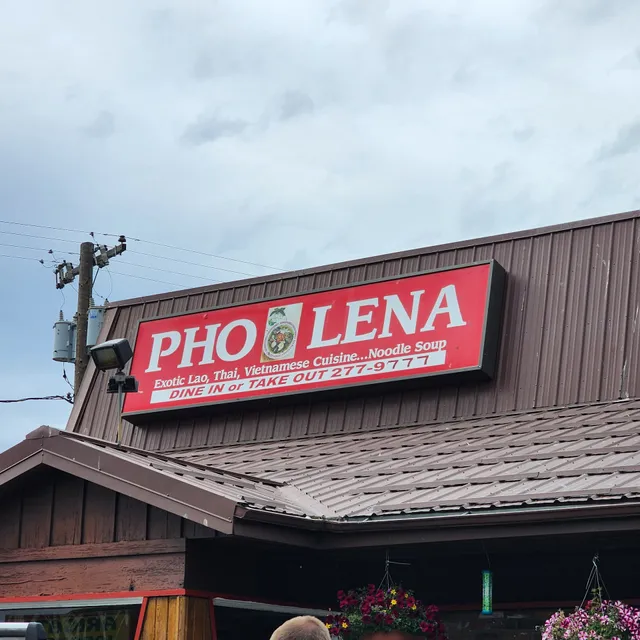 PHO LENA
Exotic Lao, Thai, Vietnamese Cuisine...Noodle Soup
DINE IN or TAKE OUT 277-9777